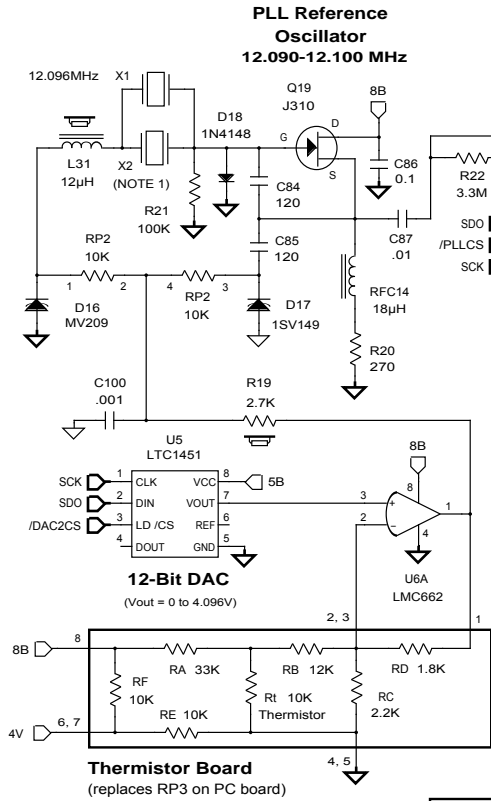 PLL Reference
Oscillator
12.090-12.100 MHz
12.096MHz
X1
Q19
J310
8B
D18
1N4148
G
D
S
L31
12µH
X2
(NOTE 1)
C86
0.1
R22
3.3M
R21
100K
C84
120
SDO
/PLLCS
SCK
C85
120
C87
.01
RP2
10K
1
2
4
3
RP2
10K
D16
MV209
D17
1SV149
RFC14
18µH
R20
270
C100
.001
R19
2.7K
U5
LTC1451
8B
SCK
1
CLK
VCC
8
5B
SDO
2
DIN
VOUT
7
3
+
8
1
/DAC2CS
3
LD /CS
REF
6
2
−
4
4
DOUT
GND
5
U6A
LMC662
12-Bit DAC
(Vout = 0 to 4.096V)
2, 3
1
8B
8
RA 33K
RB 12K
RD 1.8K
RF
10K
Rt 10K
Thermistor
RC
2.2K
RE 10K
4V
6, 7
4, 5
Thermistor Board
(replaces RP3 on PC board)